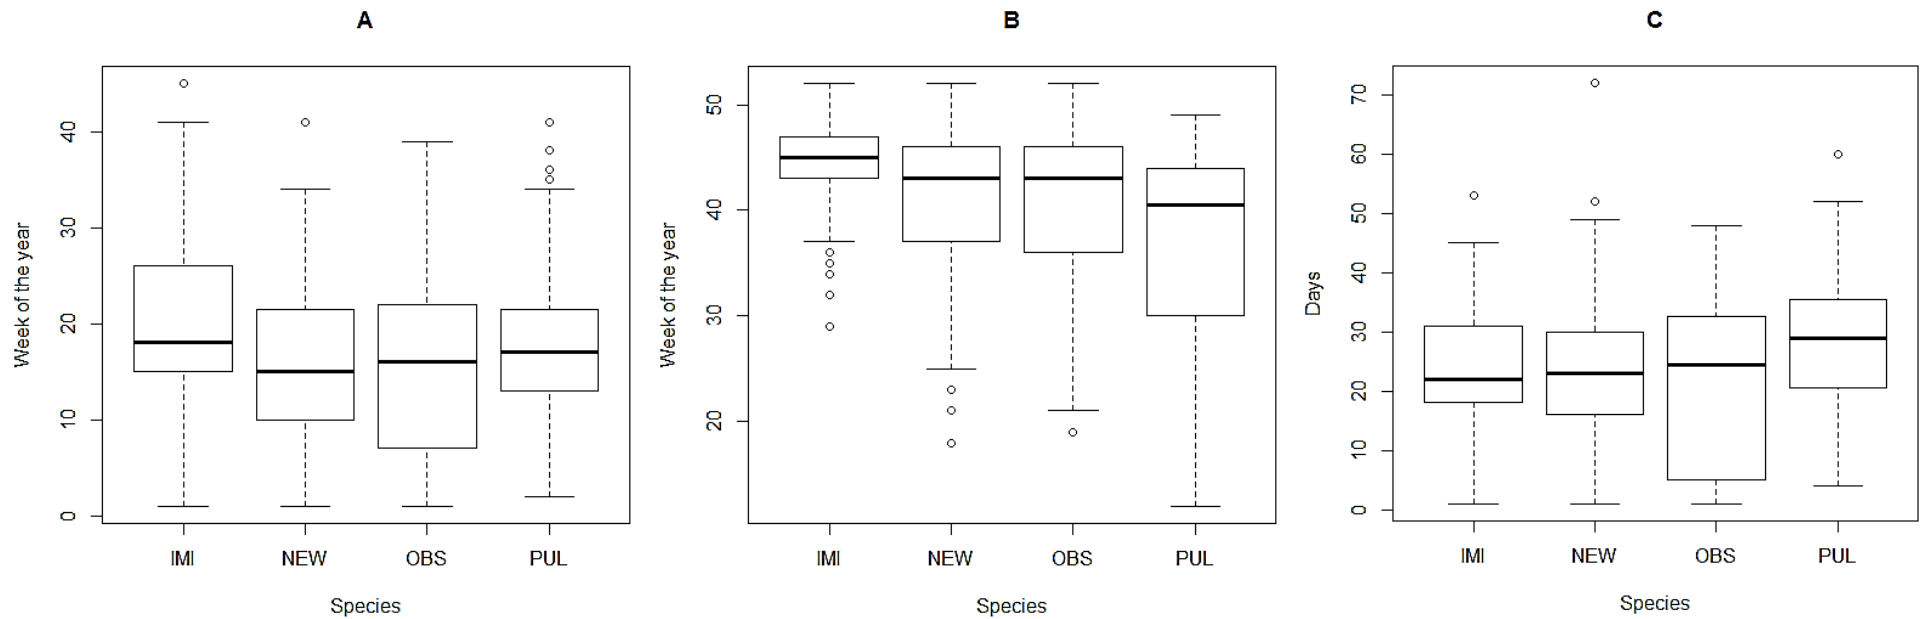 A
Week of the year
40
30
20
10
0
IMI NEW OBS PUL
Species
B
Week of the year
50
40
30
20
IMI NEW OBS PUL
Species
C
Days
70
60
50
40
30
20
10
0
IMI NEW OBS PUL
Species